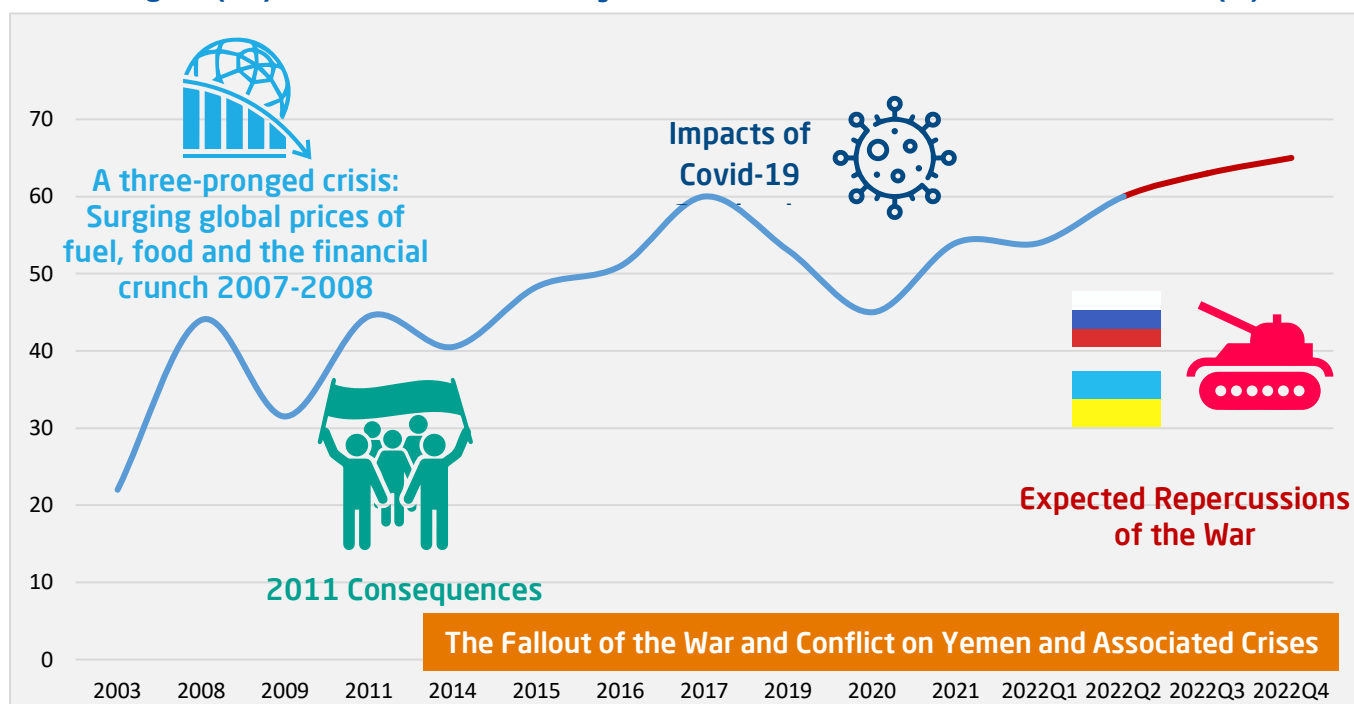 70
60
50
40
30
20
10
0
A three-pronged crisis:
Surging global prices of
fuel, food and the financial
crunch 2007-2008
Impacts of
Covid-19
2011 Consequences
Expected Repercussions
of the War
The Fallout of the War and Conflict on Yemen and Associated Crises
2003 2008 2009 2011 2014 2015 2016 2017 2019 2020 2021 2022Q1 2022Q2 2022Q3 2022Q4